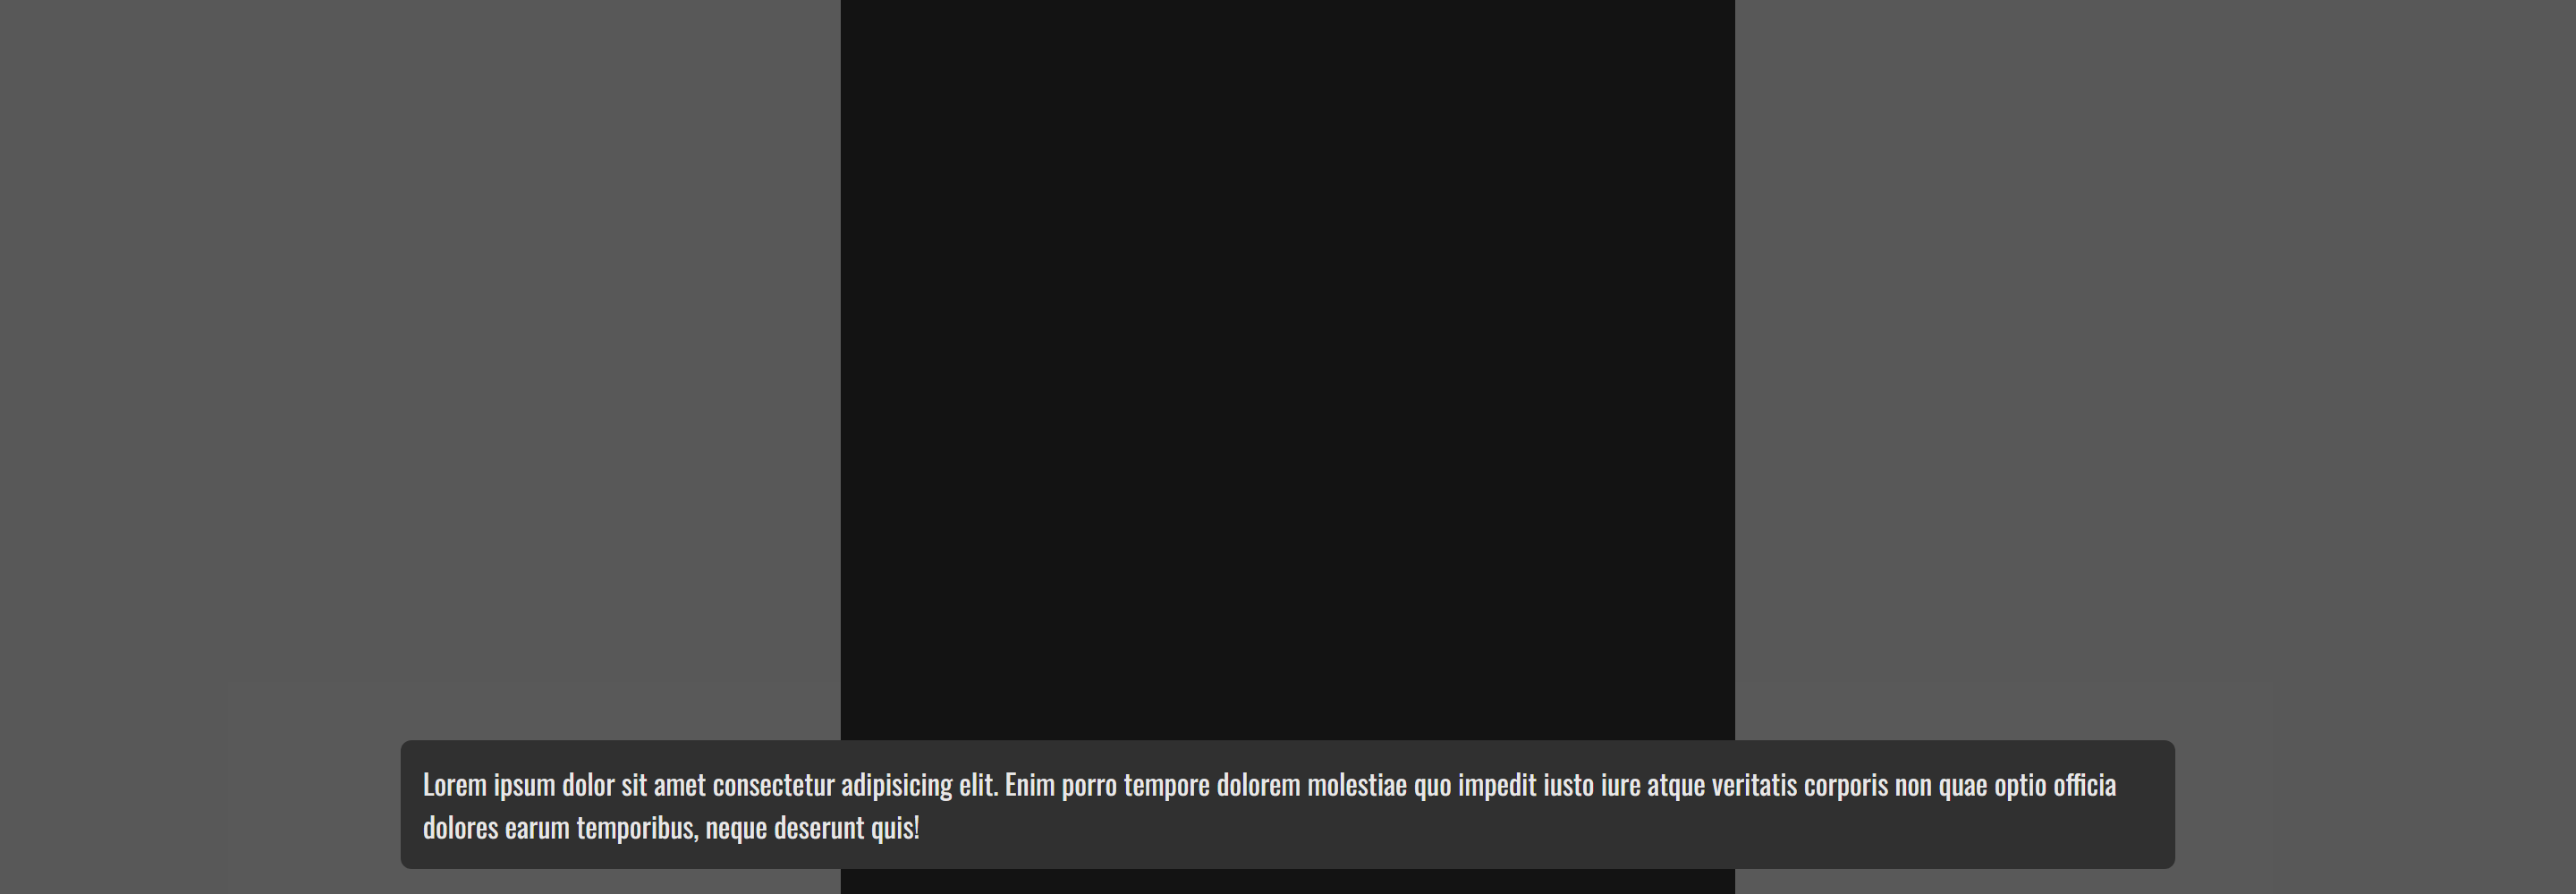 Lorem ipsum dolor sit amet consectetur adipisicing elit. Enim porro tempore dolorem molestiae quo impedit iusto iure atque veritatis corporis non quae optio officia
dolores earum temporibus, neque deserunt quis!